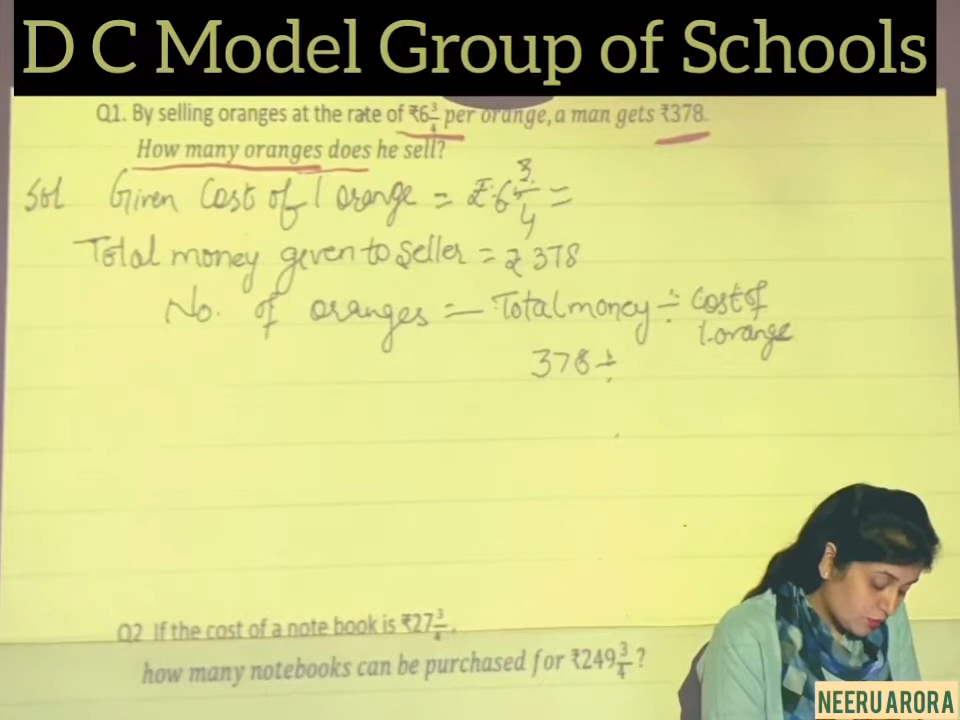 D C Model Group of Schools
Q1. By selling oranges at the rate of ₹6 3/4 per orange, a man gets ₹378.
How many oranges does he sell?
Sol Given Cost of 1 orange = ₹ 6 3/4 =
Total money given to seller = ₹ 378
No. of oranges = Total money ÷ Cost of
1 orange
378 ÷
Q2 If the cost of a note book is ₹27 3/4,
how many notebooks can be purchased for ₹249 3/4?
NEERU ARORA